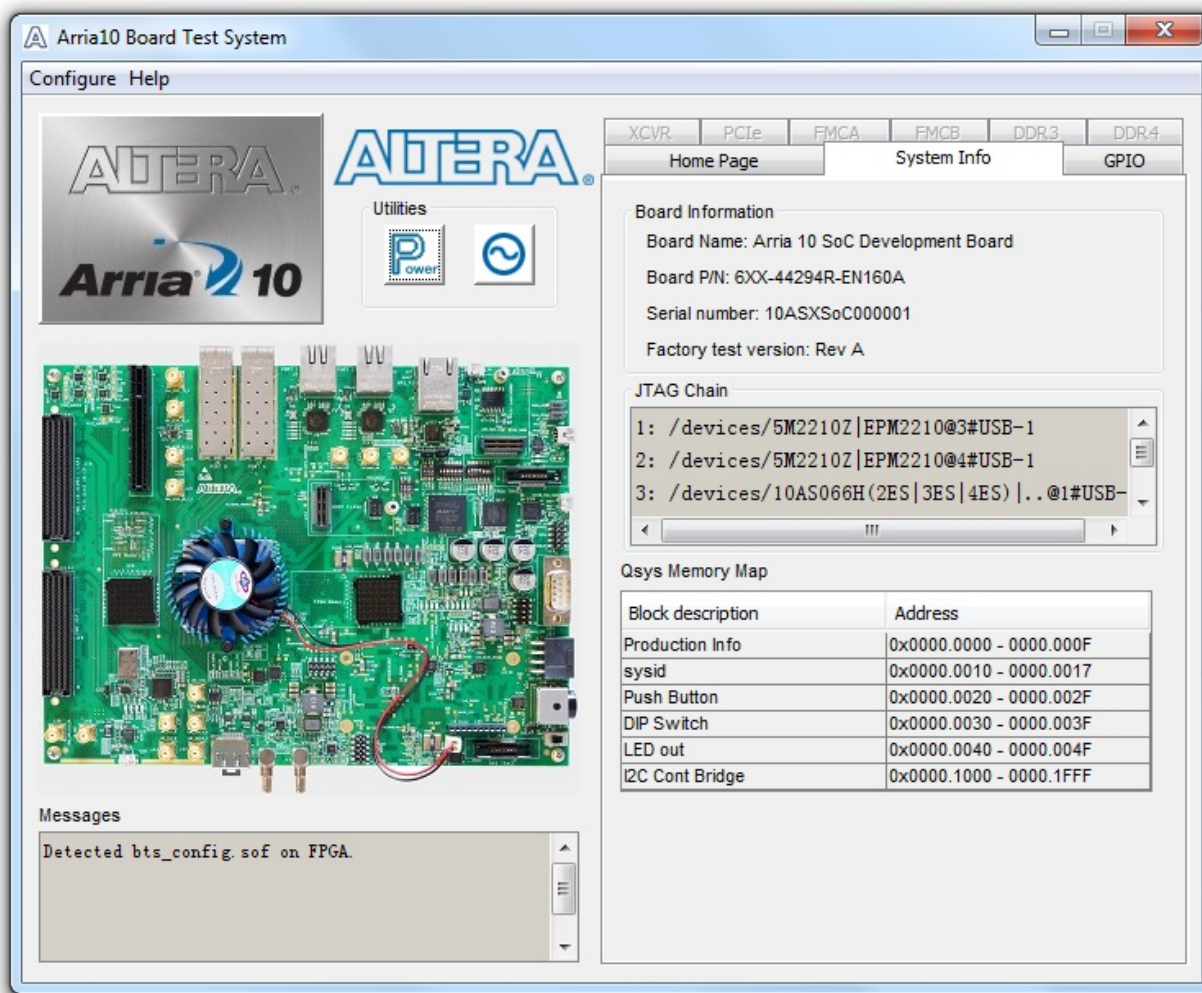 Arria10 Board Test System
Configure Help
ALTERA®
Arria® 10
ALTERA®
Utilities
Power
XCVR PCIe FMCA FMCB DDR3 DDR4
Home Page System Info GPIO
Board Information
Board Name: Arria 10 SoC Development Board
Board P/N: 6XX-44294R-EN160A
Serial number: 10ASXSoC000001
Factory test version: Rev A
JTAG Chain
1: /devices/5M2210Z|EPM2210@3#USB-1
2: /devices/5M2210Z|EPM2210@4#USB-1
3: /devices/10AS066H(2ES|3ES|4ES)|..@1#USB-
Qsys Memory Map
Block description Address
Production Info 0x0000.0000 - 0000.000F
sysid 0x0000.0010 - 0000.0017
Push Button 0x0000.0020 - 0000.002F
DIP Switch 0x0000.0030 - 0000.003F
LED out 0x0000.0040 - 0000.004F
I2C Cont Bridge 0x0000.1000 - 0000.1FFF
ALTERA
Messages
Detected bts_config.sof on FPGA.